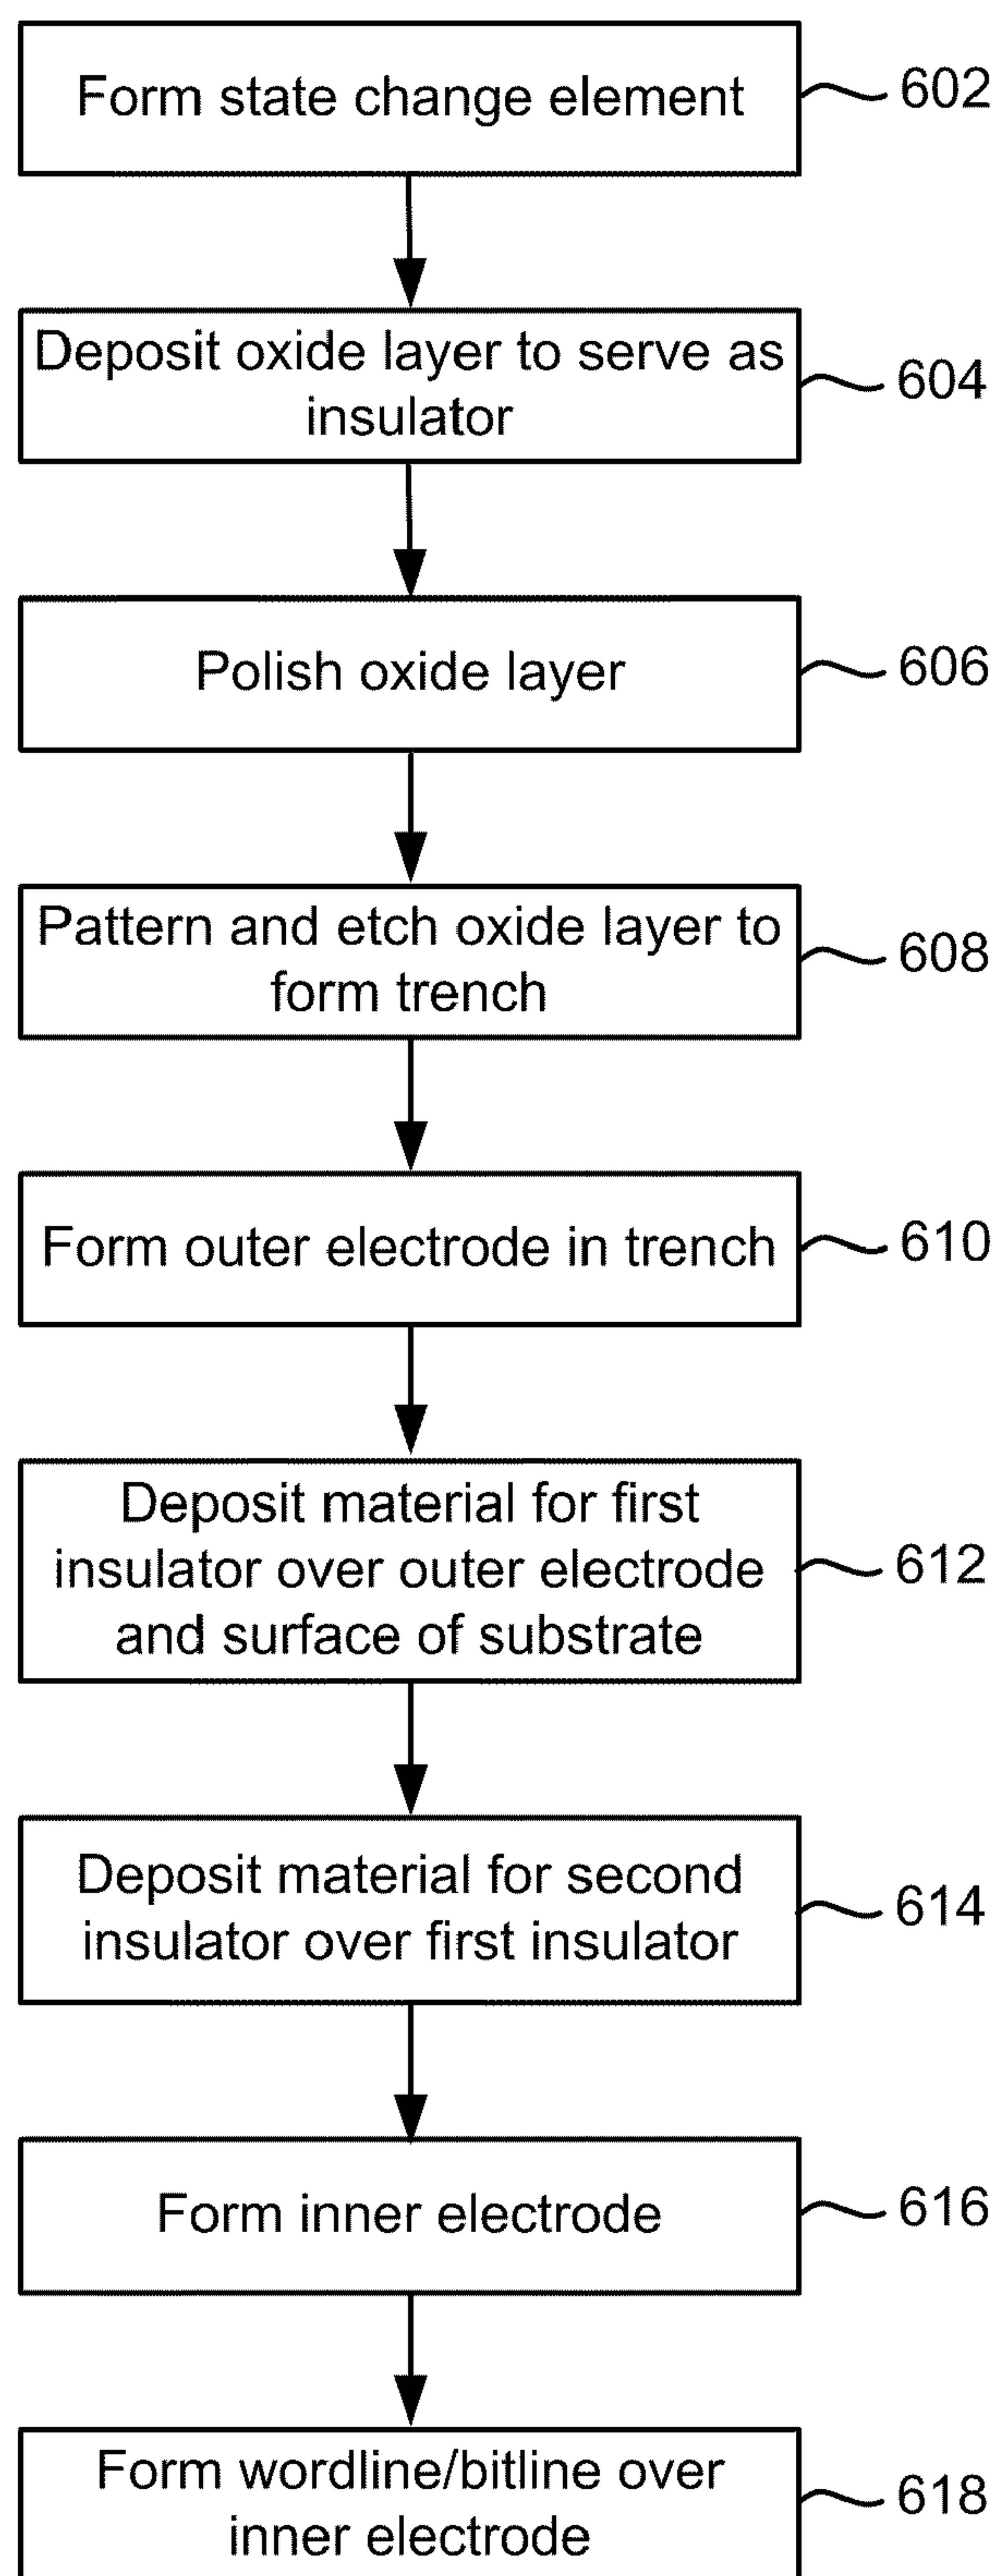 Form state change element
602
Deposit oxide layer to serve as
insulator
604
Polish oxide layer
606
Pattern and etch oxide layer to
form trench
608
Form outer electrode in trench
610
Deposit material for first
insulator over outer electrode
and surface of substrate
612
Deposit material for second
insulator over first insulator
614
Form inner electrode
616
Form wordline/bitline over
inner electrode
618